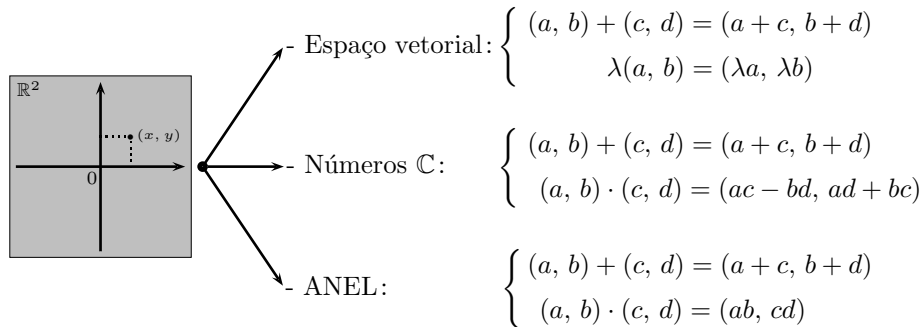 ℝ²
(x, y)
0
- Espaço vetorial: { (a, b) + (c, d) = (a + c, b + d)
λ(a, b) = (λa, λb)
- Números ℂ: { (a, b) + (c, d) = (a + c, b + d)
(a, b) · (c, d) = (ac − bd, ad + bc)
- ANEL: { (a, b) + (c, d) = (a + c, b + d)
(a, b) · (c, d) = (ab, cd)